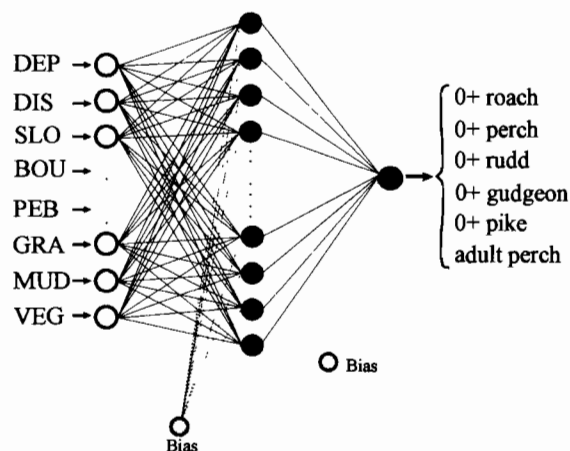 DEP
DIS
SLO
BOU
PEB
GRA
MUD
VEG
Bias
Bias
0+ roach
0+ perch
0+ rudd
0+ gudgeon
0+ pike
adult perch